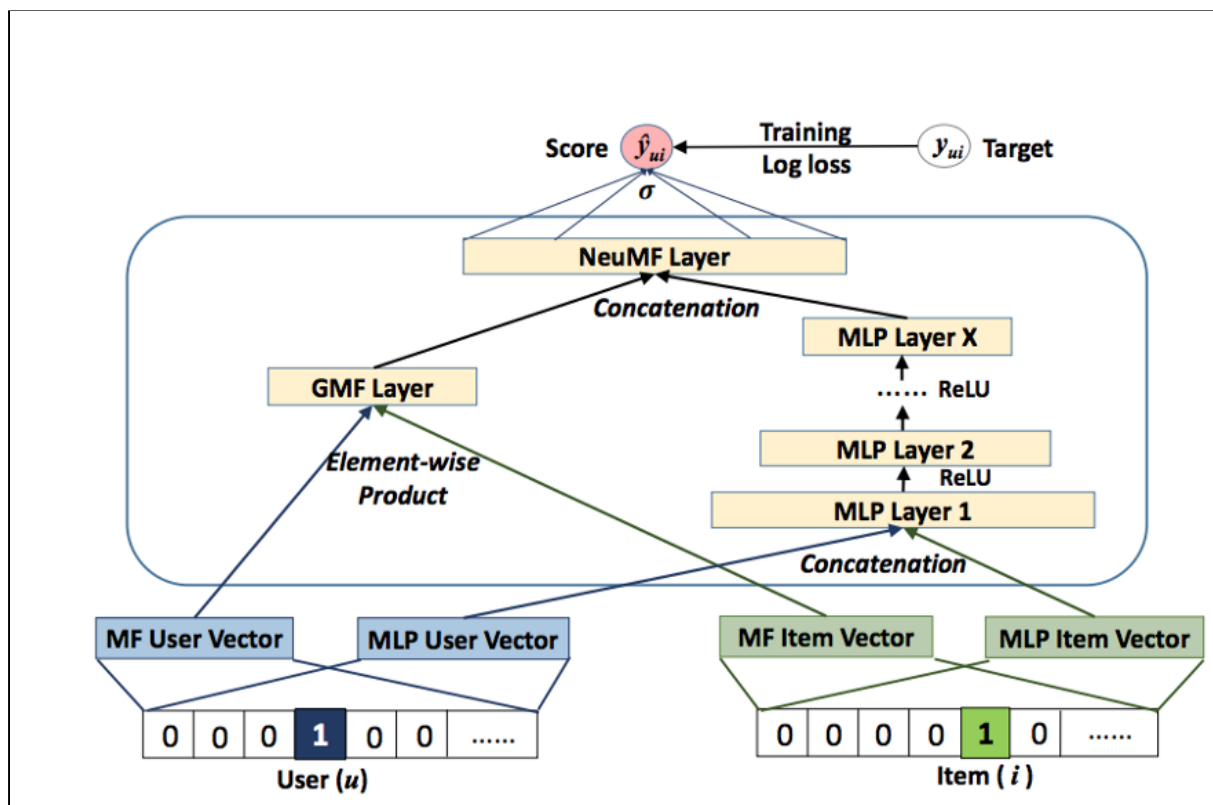 Training
Score ŷui yui Target
Log loss
σ
NeuMF Layer
Concatenation
MLP Layer X
GMF Layer
...... ReLU
Element-wise
Product
MLP Layer 2
ReLU
MLP Layer 1
Concatenation
MF User Vector MLP User Vector MF Item Vector MLP Item Vector
0 0 0 1 0 0 ...... 0 0 0 0 1 0 ......
User (u) Item ( i )